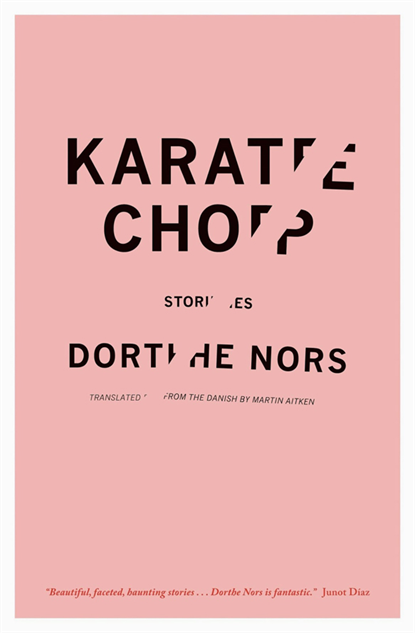 KARATE
CHOP
STORIES
DORTHE NORS
TRANSLATED FROM THE DANISH BY MARTIN AITKEN
"Beautiful, faceted, haunting stories . . . Dorthe Nors is fantastic." Junot Díaz